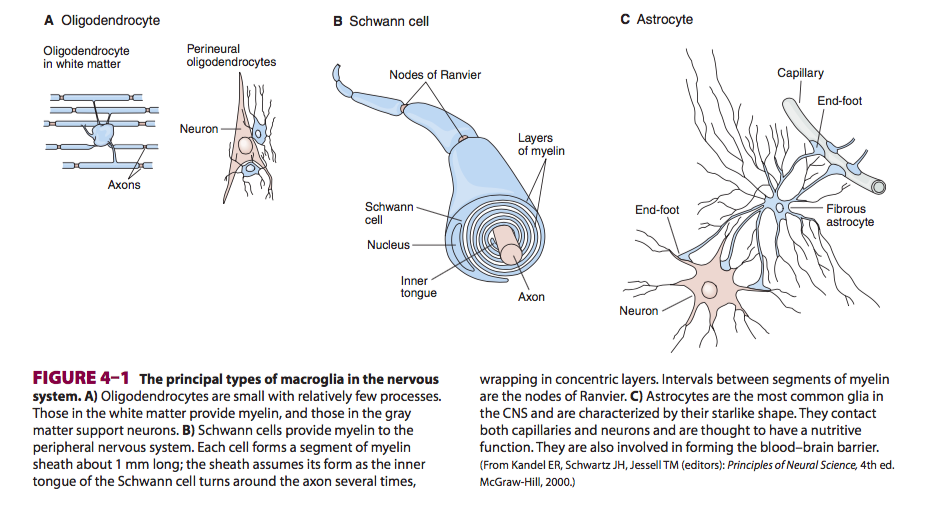 A Oligodendrocyte
Oligodendrocyte
in white matter
Perineural
oligodendrocytes
Neuron
Axons
B Schwann cell
Nodes of Ranvier
Layers
of myelin
Schwann
cell
Nucleus
Inner
tongue
Axon
C Astrocyte
Capillary
End-foot
End-foot
Fibrous
astrocyte
Neuron
FIGURE 4–1 The principal types of macroglia in the nervous
system. A) Oligodendrocytes are small with relatively few processes.
Those in the white matter provide myelin, and those in the gray
matter support neurons. B) Schwann cells provide myelin to the
peripheral nervous system. Each cell forms a segment of myelin
sheath about 1 mm long; the sheath assumes its form as the inner
tongue of the Schwann cell turns around the axon several times,
wrapping in concentric layers. Intervals between segments of myelin
are the nodes of Ranvier. C) Astrocytes are the most common glia in
the CNS and are characterized by their starlike shape. They contact
both capillaries and neurons and are thought to have a nutritive
function. They are also involved in forming the blood–brain barrier.
(From Kandel ER, Schwartz JH, Jessell TM (editors): Principles of Neural Science, 4th ed.
McGraw-Hill, 2000.)